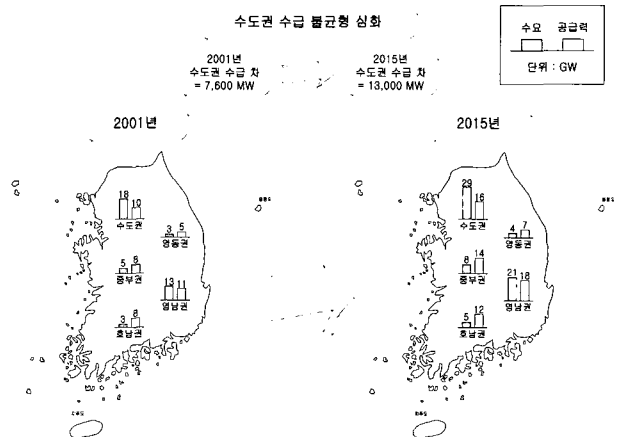 수도권 수급 불균형 심화
수요 공급력
단위 : GW
2001년
수도권 수급 차
= 7,600 MW
2015년
수도권 수급 차
= 13,000 MW
2001년
18 10
수도권
3 5
영동권
5 8
중부권
13 11
영남권
3 8
호남권
2015년
29 16
수도권
4 7
영동권
8 14
중부권
21 18
영남권
5 12
호남권